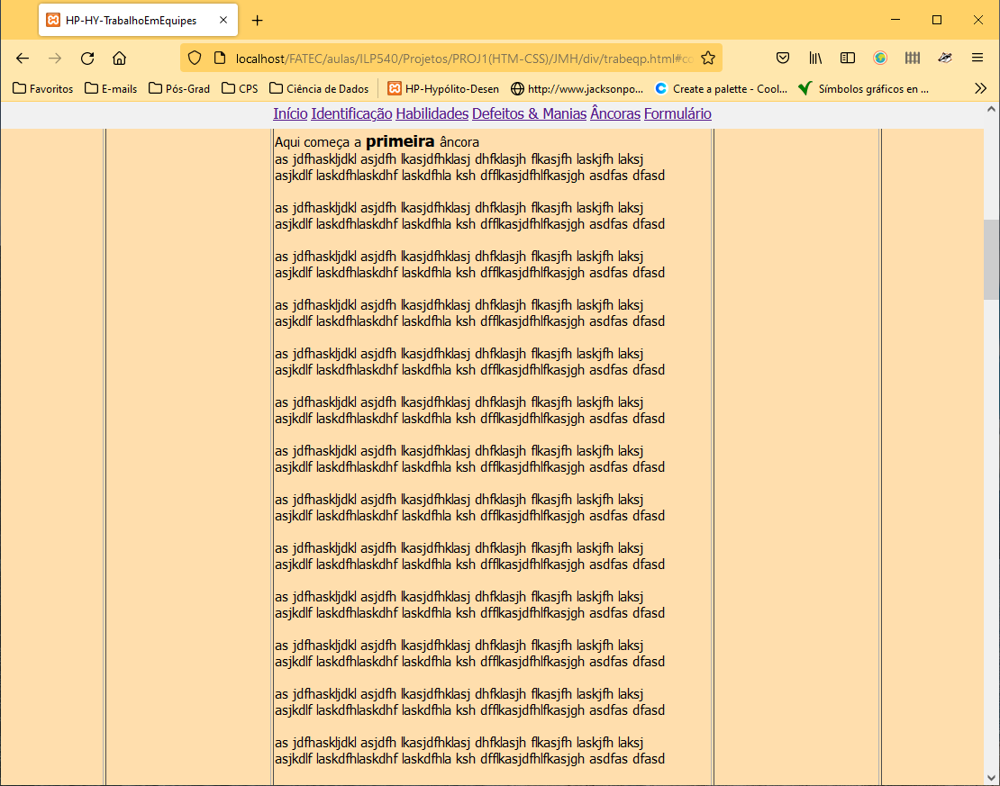 HP-HY-TrabalhoEmEquipes
localhost/FATEC/aulas/ILP540/Projetos/PROJ1(HTM-CSS)/JMH/div/trabeqp.html#co
Favoritos E-mails Pós-Grad CPS Ciência de Dados HP-Hypólito-Desen http://www.jacksonpo... Create a palette - Cool... Símbolos gráficos en ...
Início Identificação Habilidades Defeitos & Manias Âncoras Formulário
Aqui começa a primeira âncora
as jdfhaskljdkl asjdfh lkasjdfhklasj dhfklasjh flkasjfh laskjfh laksj
asjkdlf laskdfhlaskdhf laskdfhla ksh dfflkasjdfhlfkasjgh asdfas dfasd
as jdfhaskljdkl asjdfh lkasjdfhklasj dhfklasjh flkasjfh laskjfh laksj
asjkdlf laskdfhlaskdhf laskdfhla ksh dfflkasjdfhlfkasjgh asdfas dfasd
as jdfhaskljdkl asjdfh lkasjdfhklasj dhfklasjh flkasjfh laskjfh laksj
asjkdlf laskdfhlaskdhf laskdfhla ksh dfflkasjdfhlfkasjgh asdfas dfasd
as jdfhaskljdkl asjdfh lkasjdfhklasj dhfklasjh flkasjfh laskjfh laksj
asjkdlf laskdfhlaskdhf laskdfhla ksh dfflkasjdfhlfkasjgh asdfas dfasd
as jdfhaskljdkl asjdfh lkasjdfhklasj dhfklasjh flkasjfh laskjfh laksj
asjkdlf laskdfhlaskdhf laskdfhla ksh dfflkasjdfhlfkasjgh asdfas dfasd
as jdfhaskljdkl asjdfh lkasjdfhklasj dhfklasjh flkasjfh laskjfh laksj
asjkdlf laskdfhlaskdhf laskdfhla ksh dfflkasjdfhlfkasjgh asdfas dfasd
as jdfhaskljdkl asjdfh lkasjdfhklasj dhfklasjh flkasjfh laskjfh laksj
asjkdlf laskdfhlaskdhf laskdfhla ksh dfflkasjdfhlfkasjgh asdfas dfasd
as jdfhaskljdkl asjdfh lkasjdfhklasj dhfklasjh flkasjfh laskjfh laksj
asjkdlf laskdfhlaskdhf laskdfhla ksh dfflkasjdfhlfkasjgh asdfas dfasd
as jdfhaskljdkl asjdfh lkasjdfhklasj dhfklasjh flkasjfh laskjfh laksj
asjkdlf laskdfhlaskdhf laskdfhla ksh dfflkasjdfhlfkasjgh asdfas dfasd
as jdfhaskljdkl asjdfh lkasjdfhklasj dhfklasjh flkasjfh laskjfh laksj
asjkdlf laskdfhlaskdhf laskdfhla ksh dfflkasjdfhlfkasjgh asdfas dfasd
as jdfhaskljdkl asjdfh lkasjdfhklasj dhfklasjh flkasjfh laskjfh laksj
asjkdlf laskdfhlaskdhf laskdfhla ksh dfflkasjdfhlfkasjgh asdfas dfasd
as jdfhaskljdkl asjdfh lkasjdfhklasj dhfklasjh flkasjfh laskjfh laksj
asjkdlf laskdfhlaskdhf laskdfhla ksh dfflkasjdfhlfkasjgh asdfas dfasd
as jdfhaskljdkl asjdfh lkasjdfhklasj dhfklasjh flkasjfh laskjfh laksj
asjkdlf laskdfhlaskdhf laskdfhla ksh dfflkasjdfhlfkasjgh asdfas dfasd